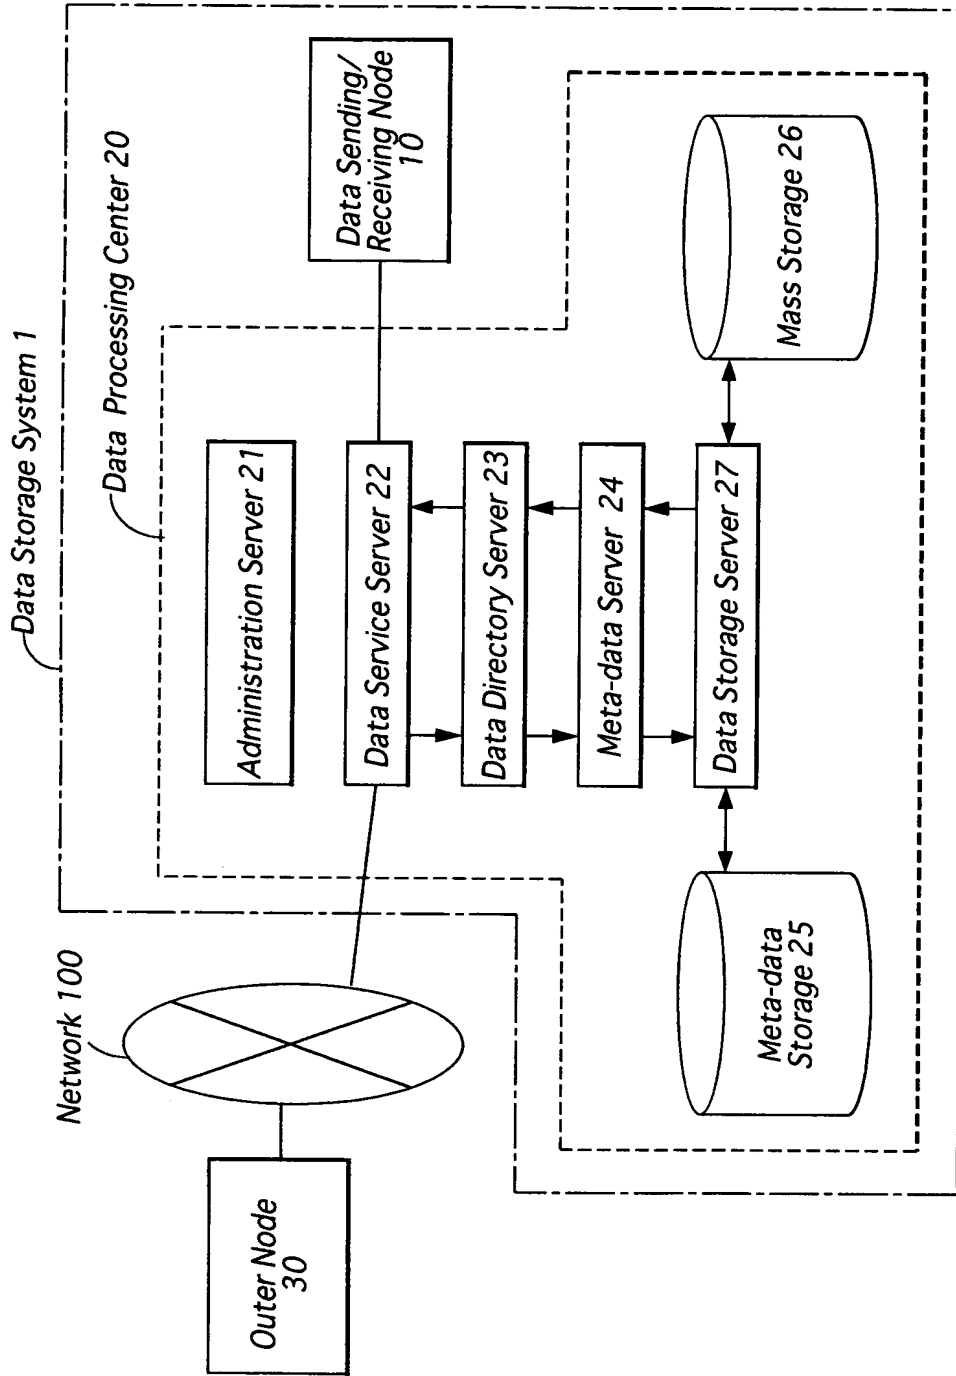 Data Storage System 1
Data Processing Center 20
Network 100
Administration Server 21
Data Sending/
Receiving Node
10
Outer Node
30
Data Service Server 22
Data Directory Server 23
Meta-data Server 24
Data Storage Server 27
Meta-data
Storage 25
Mass Storage 26